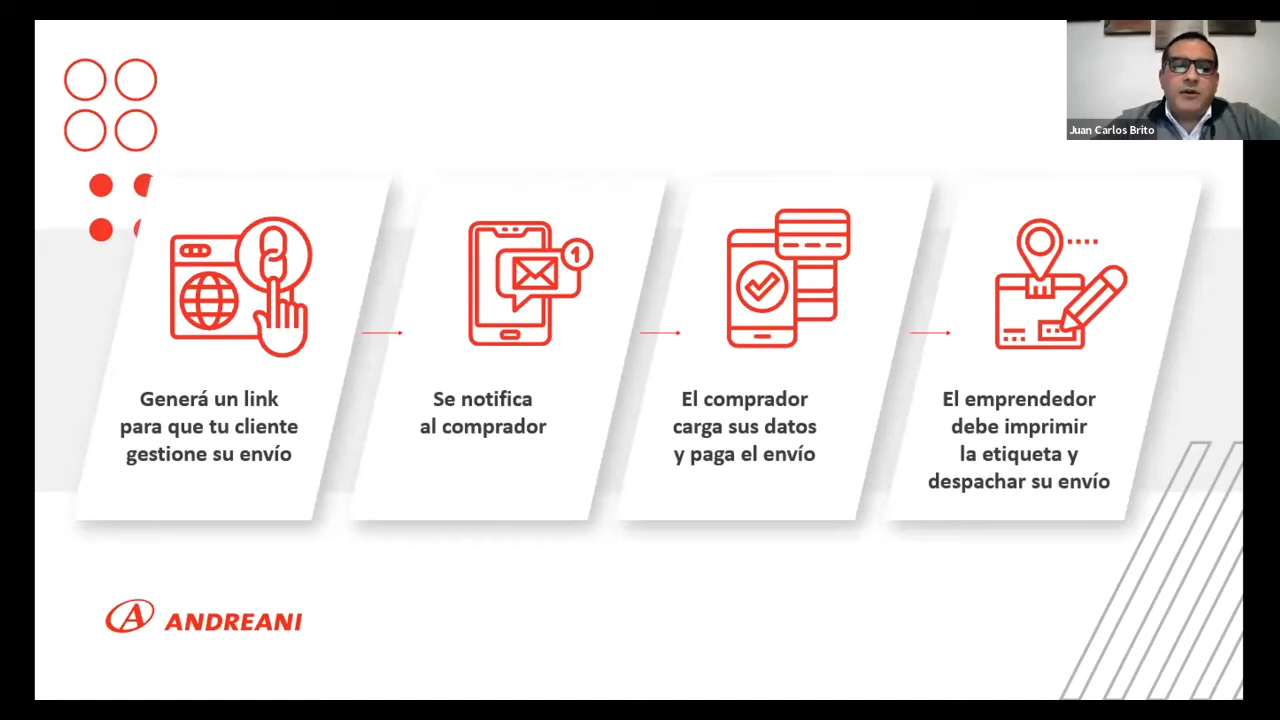 Juan Carlos Brito
1
Generá un link
para que tu cliente
gestione su envío
Se notifica
al comprador
El comprador
carga sus datos
y paga el envío
El emprendedor
debe imprimir
la etiqueta y
despachar su envío
A ANDREANI